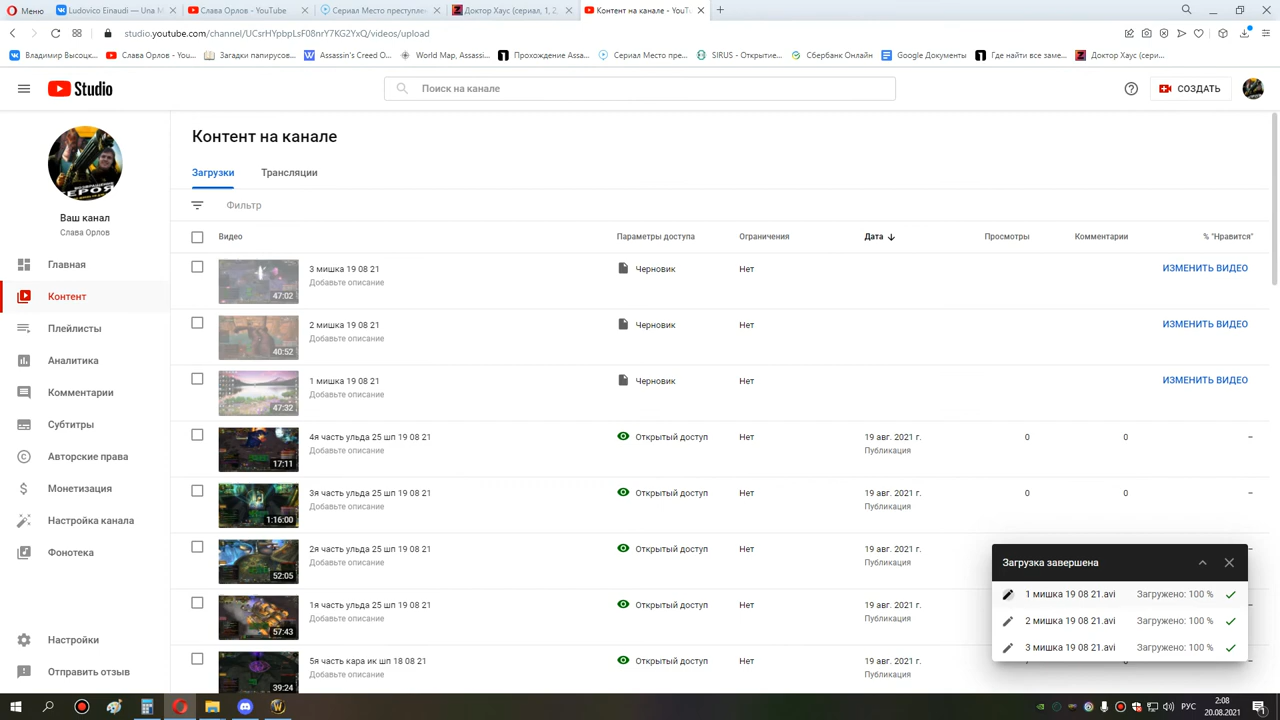 Меню
Ludovico Einaudi — Una M
Слава Орлов - YouTube
Сериал Место преступлен
Доктор Хаус (сериал, 1, 2,
Контент на канале - YouTu
studio.youtube.com/channel/UCsrHYpbpLsF08nrY7KG2YxQ/videos/upload
Владимир Высоцк...
Слава Орлов - You...
Загадки папирусов...
Assassin's Creed O...
World Map, Assassi...
Прохождение Assa...
Сериал Место пре...
SIRUS - Открытие...
Сбербанк Онлайн
Google Документы
Где найти все заме...
Доктор Хаус (сери...
Studio
Поиск на канале
СОЗДАТЬ
Ваш канал
Слава Орлов
Главная
Контент
Плейлисты
Аналитика
Комментарии
Субтитры
Авторские права
Монетизация
Настройка канала
Фонотека
Настройки
Отправить отзыв
Контент на канале
Загрузки Трансляции
Фильтр
Видео Параметры доступа Ограничения Дата Просмотры Комментарии % "Нравится"
3 мишка 19 08 21 Черновик Нет ИЗМЕНИТЬ ВИДЕО
Добавьте описание
47:02
2 мишка 19 08 21 Черновик Нет ИЗМЕНИТЬ ВИДЕО
Добавьте описание
40:52
1 мишка 19 08 21 Черновик Нет ИЗМЕНИТЬ ВИДЕО
Добавьте описание
47:32
4я часть ульда 25 шп 19 08 21 Открытый доступ Нет 19 авг. 2021 г. 0 0 –
Добавьте описание Публикация
17:11
3я часть ульда 25 шп 19 08 21 Открытый доступ Нет 19 авг. 2021 г. 0 0 –
Добавьте описание Публикация
1:16:00
2я часть ульда 25 шп 19 08 21 Открытый доступ Нет 19 авг. 2021 г.
Добавьте описание Публикация
52:05
1я часть ульда 25 шп 19 08 21 Открытый доступ Нет 19 авг. 2021 г.
Добавьте описание Публикация
57:43
5я часть кара ик шп 18 08 21 Открытый доступ Нет 19 авг. 2021 г.
Добавьте описание Публикация
39:24
Загрузка завершена
1 мишка 19 08 21.avi Загружено: 100 %
2 мишка 19 08 21.avi Загружено: 100 %
3 мишка 19 08 21.avi Загружено: 100 %
РУС
2:08
20.08.2021